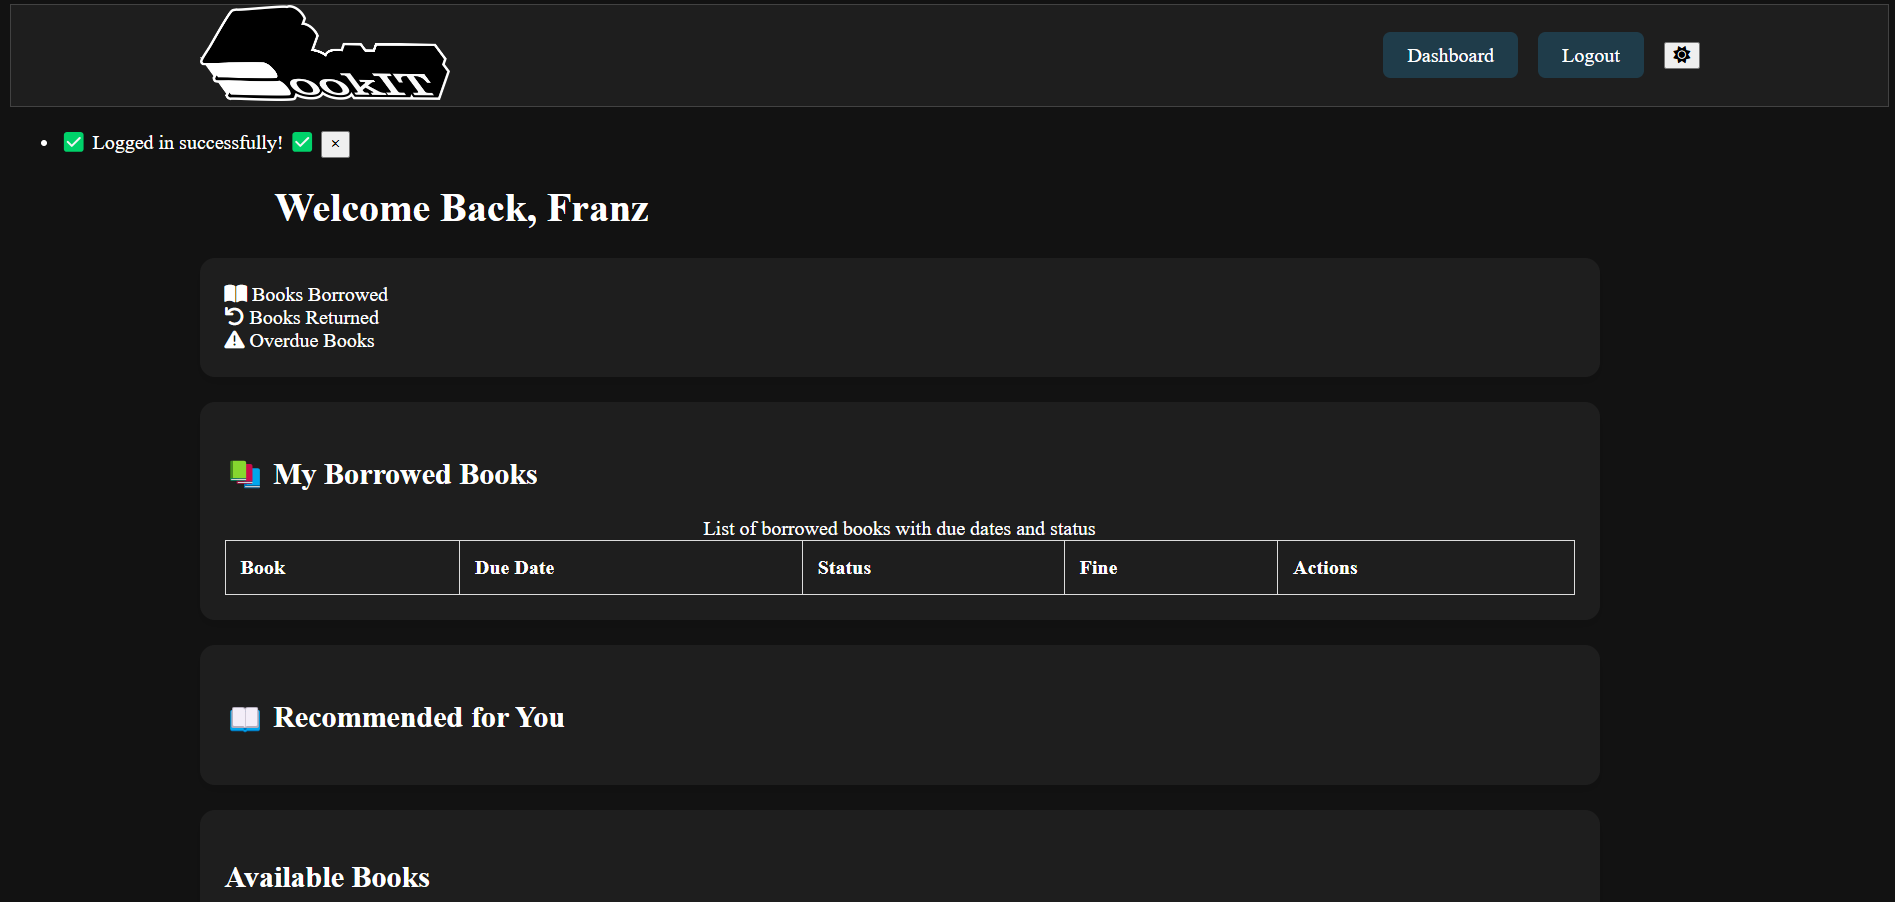 ookIT
Dashboard
Logout
Logged in successfully!
×
Welcome Back, Franz
Books Borrowed
Books Returned
Overdue Books
My Borrowed Books
List of borrowed books with due dates and status
Book Due Date Status Fine Actions
Recommended for You
Available Books